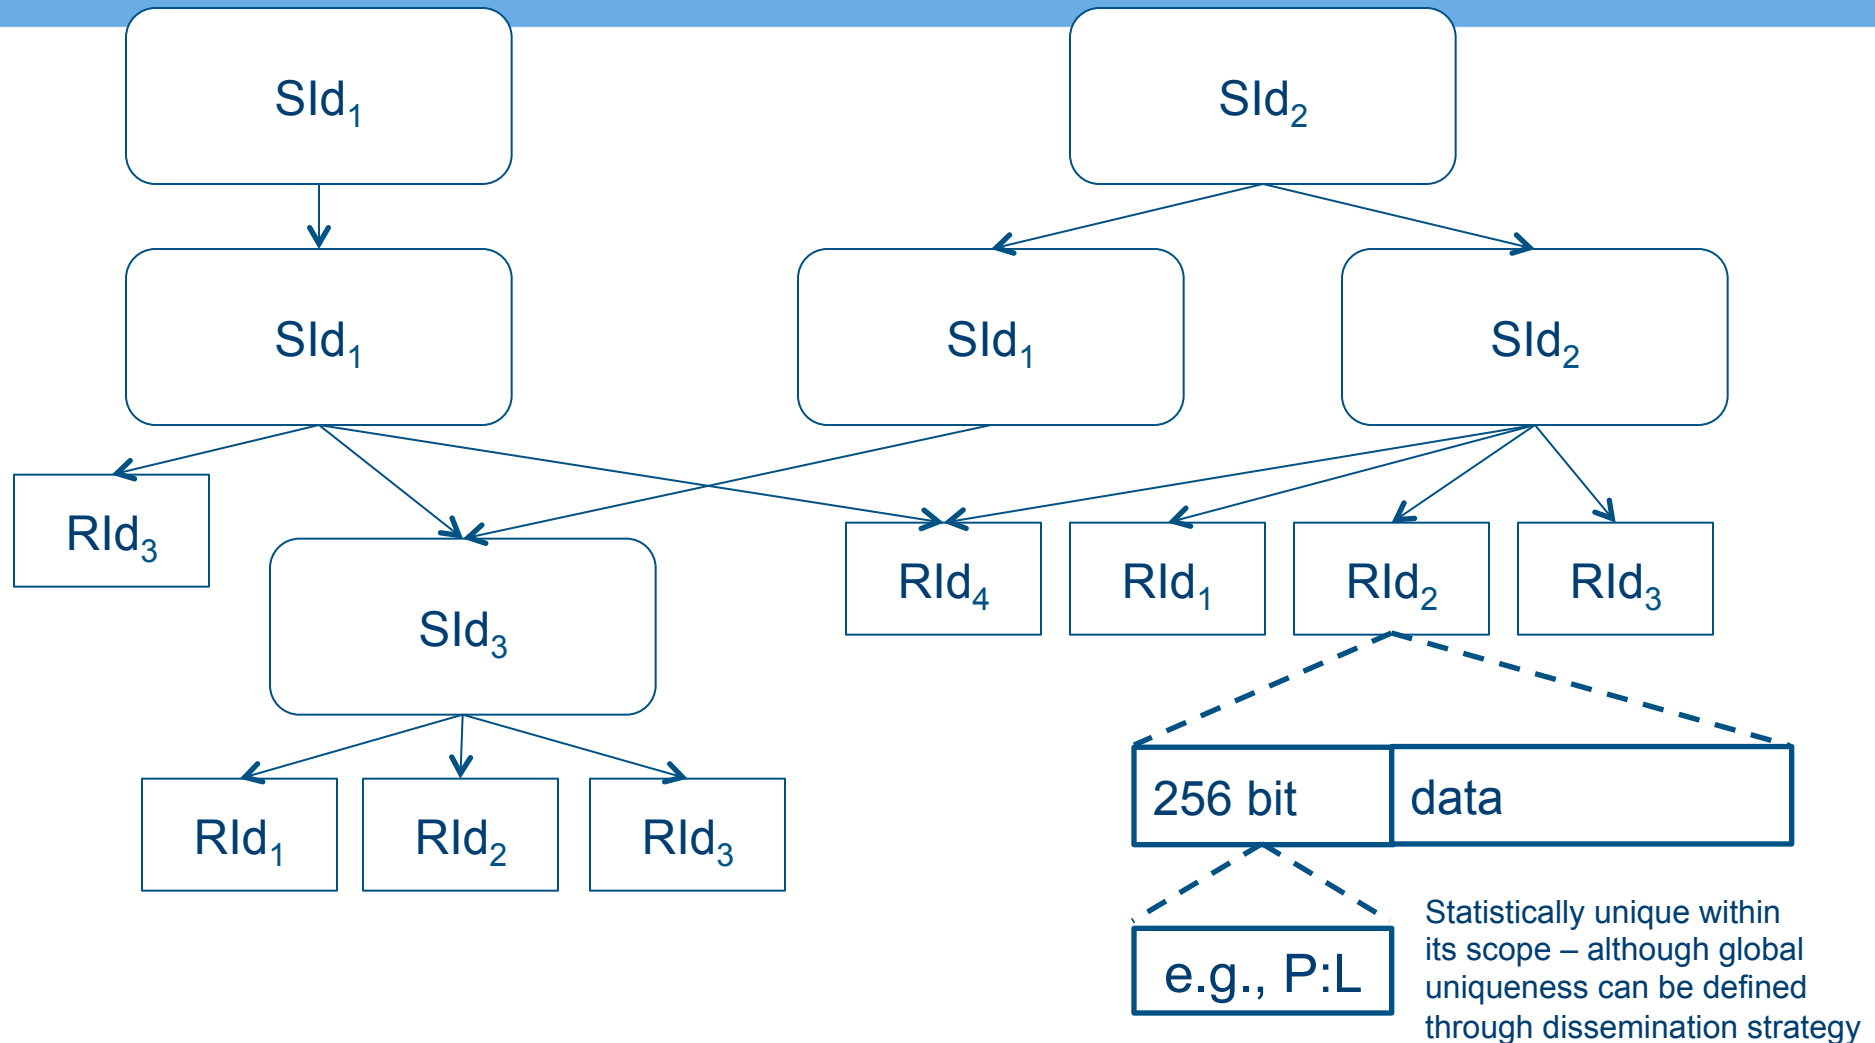 SId₁
SId₂
SId₁
SId₁
SId₂
RId₃
SId₃
RId₄
RId₁
RId₂
RId₃
RId₁
RId₂
RId₃
256 bit
data
e.g., P:L
Statistically unique within
its scope – although global
uniqueness can be defined
through dissemination strategy